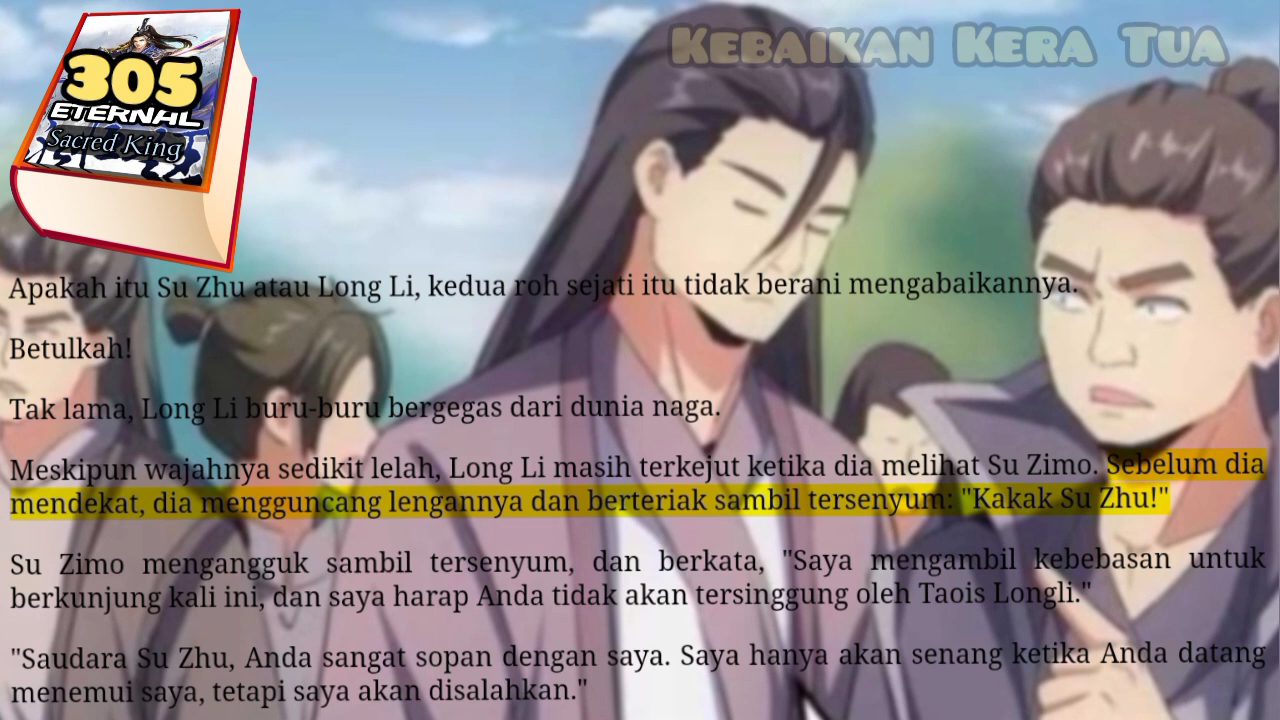 Kebaikan Kera Tua
305
ETERNAL
Sacred King
Apakah itu Su Zhu atau Long Li, kedua roh sejati itu tidak berani mengabaikannya.
Betulkah!
Tak lama, Long Li buru-buru bergegas dari dunia naga.
Meskipun wajahnya sedikit lelah, Long Li masih terkejut ketika dia melihat Su Zimo. Sebelum dia
mendekat, dia mengguncang lengannya dan berteriak sambil tersenyum: "Kakak Su Zhu!"
Su Zimo mengangguk sambil tersenyum, dan berkata, "Saya mengambil kebebasan untuk
berkunjung kali ini, dan saya harap Anda tidak akan tersinggung oleh Taois Longli."
"Saudara Su Zhu, Anda sangat sopan dengan saya. Saya hanya akan senang ketika Anda datang
menemui saya, tetapi saya akan disalahkan."